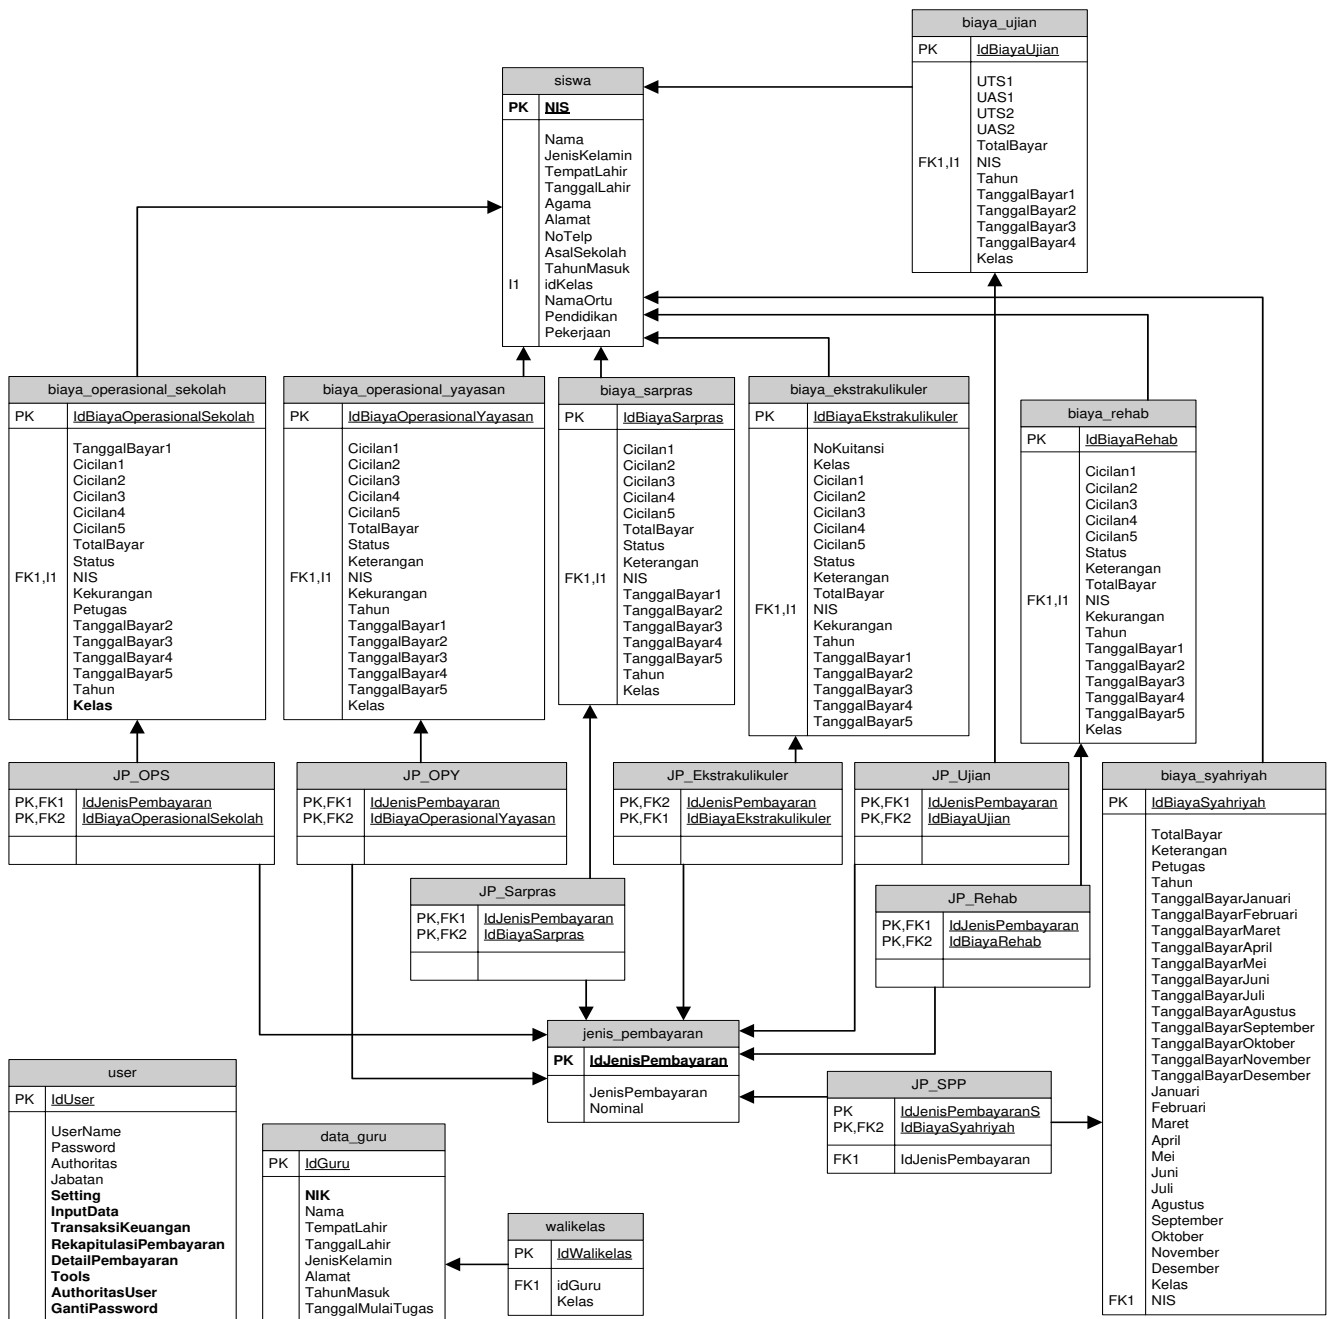 biaya_ujian
PK IdBiayaUjian
UTS1
UAS1
UTS2
UAS2
TotalBayar
FK1,I1 NIS
Tahun
TanggalBayar1
TanggalBayar2
TanggalBayar3
TanggalBayar4
Kelas
siswa
PK NIS
Nama
JenisKelamin
TempatLahir
TanggalLahir
Agama
Alamat
NoTelp
AsalSekolah
TahunMasuk
I1 idKelas
NamaOrtu
Pendidikan
Pekerjaan
biaya_operasional_sekolah
PK IdBiayaOperasionalSekolah
TanggalBayar1
Cicilan1
Cicilan2
Cicilan3
Cicilan4
Cicilan5
TotalBayar
Status
FK1,I1 NIS
Kekurangan
Petugas
TanggalBayar2
TanggalBayar3
TanggalBayar4
TanggalBayar5
Tahun
Kelas
biaya_operasional_yayasan
PK IdBiayaOperasionalYayasan
Cicilan1
Cicilan2
Cicilan3
Cicilan4
Cicilan5
TotalBayar
Status
Keterangan
FK1,I1 NIS
Kekurangan
Tahun
TanggalBayar1
TanggalBayar2
TanggalBayar3
TanggalBayar4
TanggalBayar5
Kelas
biaya_sarpras
PK IdBiayaSarpras
Cicilan1
Cicilan2
Cicilan3
Cicilan4
Cicilan5
TotalBayar
Status
Keterangan
FK1,I1 NIS
TanggalBayar1
TanggalBayar2
TanggalBayar3
TanggalBayar4
TanggalBayar5
Tahun
Kelas
biaya_ekstrakulikuler
PK IdBiayaEkstrakulikuler
NoKuitansi
Kelas
Cicilan1
Cicilan2
Cicilan3
Cicilan4
Cicilan5
Status
Keterangan
TotalBayar
FK1,I1 NIS
Kekurangan
Tahun
TanggalBayar1
TanggalBayar2
TanggalBayar3
TanggalBayar4
TanggalBayar5
biaya_rehab
PK IdBiayaRehab
Cicilan1
Cicilan2
Cicilan3
Cicilan4
Cicilan5
Status
Keterangan
TotalBayar
FK1,I1 NIS
Kekurangan
Tahun
TanggalBayar1
TanggalBayar2
TanggalBayar3
TanggalBayar4
TanggalBayar5
Kelas
JP_OPS
PK,FK1 IdJenisPembayaran
PK,FK2 IdBiayaOperasionalSekolah
JP_OPY
PK,FK1 IdJenisPembayaran
PK,FK2 IdBiayaOperasionalYayasan
JP_Ekstrakulikuler
PK,FK2 IdJenisPembayaran
PK,FK1 IdBiayaEkstrakulikuler
JP_Ujian
PK,FK1 IdJenisPembayaran
PK,FK2 IdBiayaUjian
biaya_syahriyah
PK IdBiayaSyahriyah
TotalBayar
Keterangan
Petugas
Tahun
TanggalBayarJanuari
TanggalBayarFebruari
TanggalBayarMaret
TanggalBayarApril
TanggalBayarMei
TanggalBayarJuni
TanggalBayarJuli
TanggalBayarAgustus
TanggalBayarSeptember
TanggalBayarOktober
TanggalBayarNovember
TanggalBayarDesember
Januari
Februari
Maret
April
Mei
Juni
Juli
Agustus
September
Oktober
November
Desember
Kelas
FK1 NIS
JP_Sarpras
PK,FK1 IdJenisPembayaran
PK,FK2 IdBiayaSarpras
JP_Rehab
PK,FK1 IdJenisPembayaran
PK,FK2 IdBiayaRehab
jenis_pembayaran
PK IdJenisPembayaran
JenisPembayaran
Nominal
JP_SPP
PK IdJenisPembayaranS
PK,FK2 IdBiayaSyahriyah
FK1 IdJenisPembayaran
user
PK IdUser
UserName
Password
Authoritas
Jabatan
Setting
InputData
TransaksiKeuangan
RekapitulasiPembayaran
DetailPembayaran
Tools
AuthoritasUser
GantiPassword
data_guru
PK IdGuru
NIK
Nama
TempatLahir
TanggalLahir
JenisKelamin
Alamat
TahunMasuk
TanggalMulaiTugas
walikelas
PK IdWalikelas
FK1 idGuru
Kelas